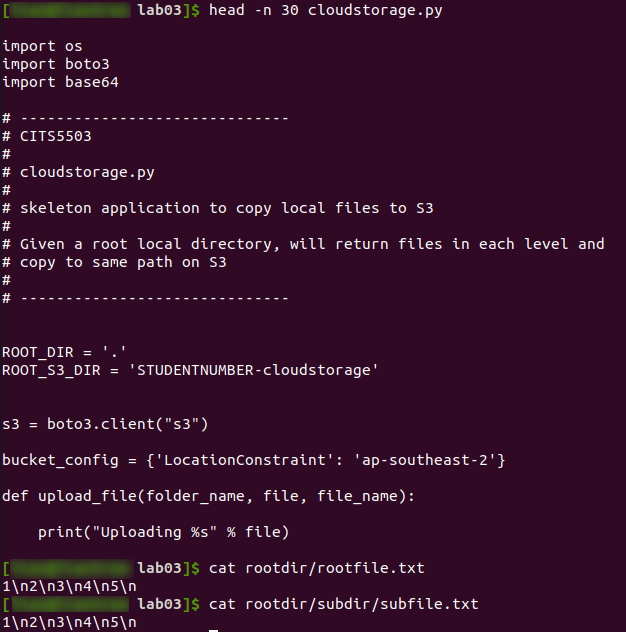 [ lab03]$ head -n 30 cloudstorage.py
import os
import boto3
import base64
# ------------------------------
# CITS5503
#
# cloudstorage.py
#
# skeleton application to copy local files to S3
#
# Given a root local directory, will return files in each level and
# copy to same path on S3
#
# ------------------------------
ROOT_DIR = '.'
ROOT_S3_DIR = 'STUDENTNUMBER-cloudstorage'
s3 = boto3.client("s3")
bucket_config = {'LocationConstraint': 'ap-southeast-2'}
def upload_file(folder_name, file, file_name):
    print("Uploading %s" % file)
[ lab03]$ cat rootdir/rootfile.txt
1\n2\n3\n4\n5\n
[ lab03]$ cat rootdir/subdir/subfile.txt
1\n2\n3\n4\n5\n